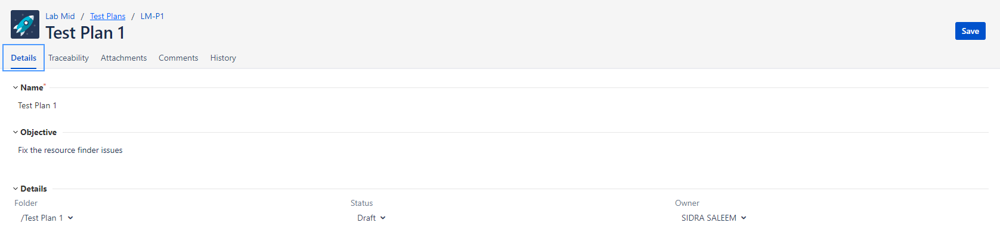 Lab Mid / Test Plans / LM-P1
Test Plan 1
Save
Details Traceability Attachments Comments History
Name*
Test Plan 1
Objective
Fix the resource finder issues
Details
Folder Status Owner
/Test Plan 1 Draft SIDRA SALEEM